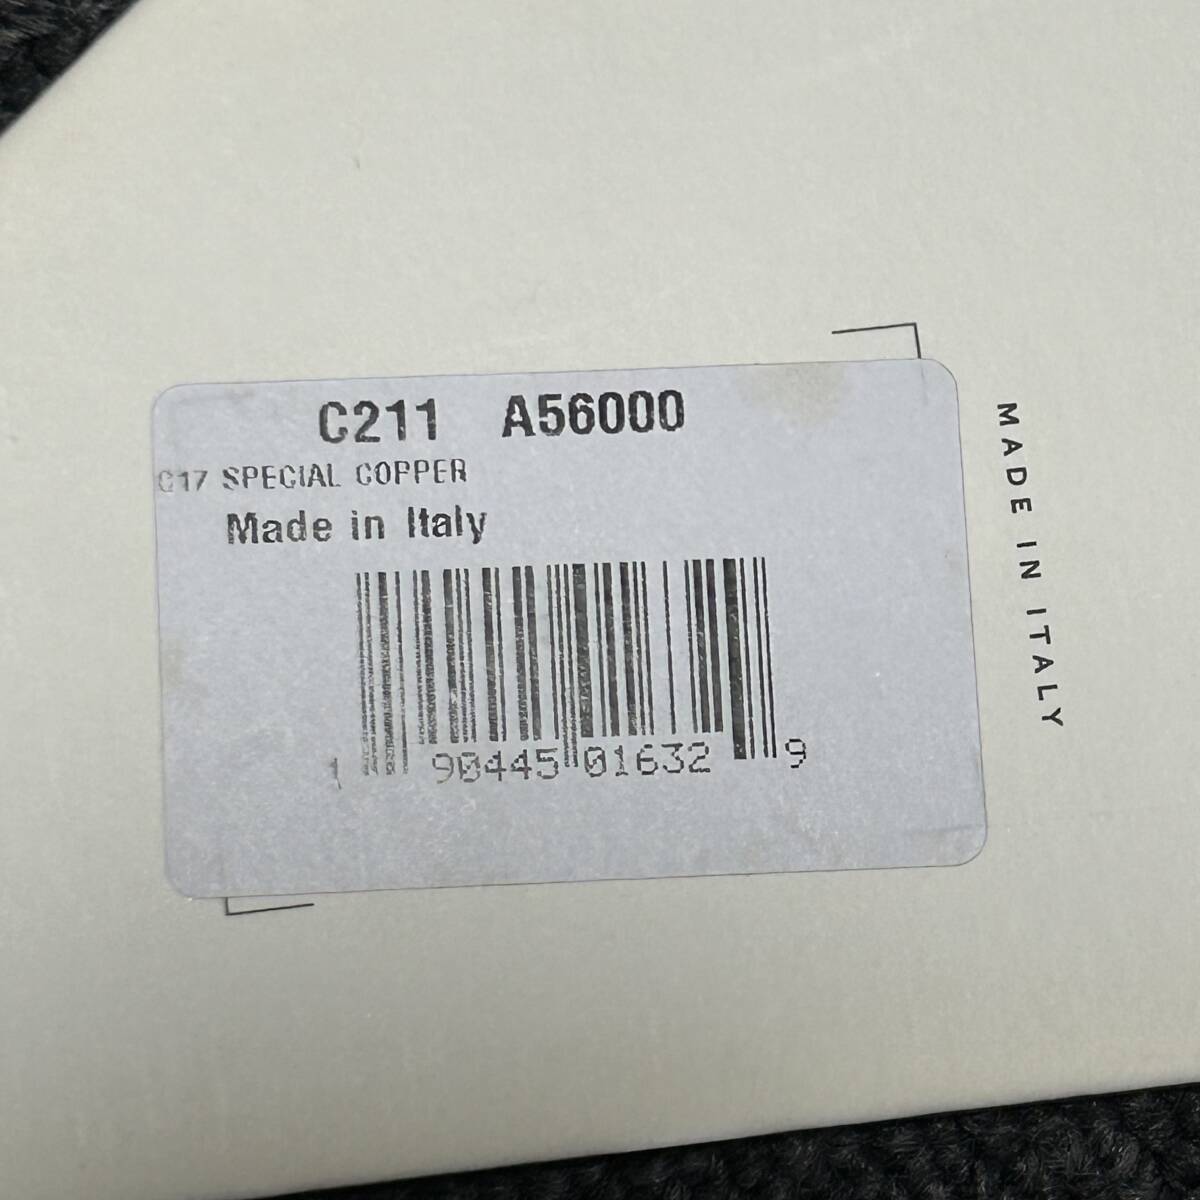 C211 A56000
C17 SPECIAL COPPER
Made in Italy
1 90445 01632 9
MADE IN ITALY